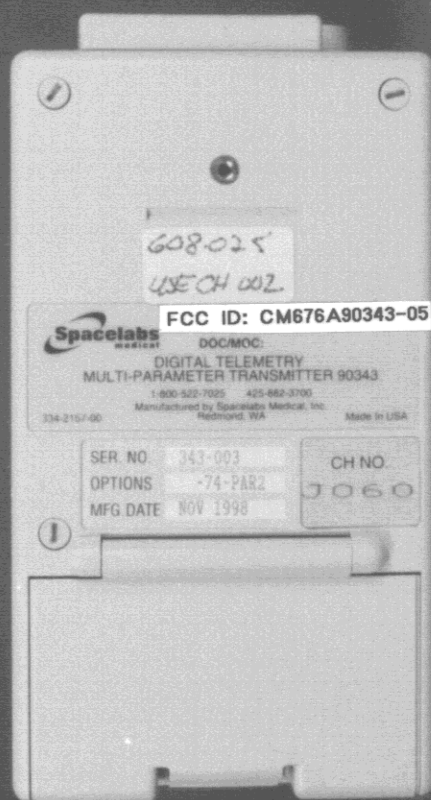 608-025
USE CH 002
FCC ID: CM676A90343-05
Spacelabs
medical
DOC/MOC:
DIGITAL TELEMETRY
MULTI-PARAMETER TRANSMITTER 90343
1-800-522-7025 425-882-3700
Manufactured by Spacelabs Medical, Inc.
Redmond, WA
334-2157-00 Made in USA
SER. NO 343-003
OPTIONS -74-PAR2
MFG DATE NOV 1998
CH NO.
J060